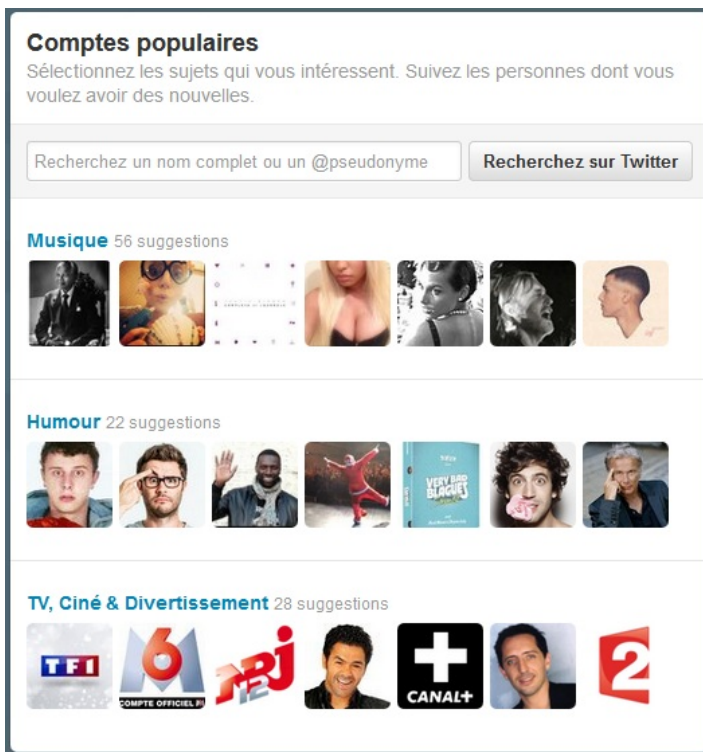 Comptes populaires
Sélectionnez les sujets qui vous intéressent. Suivez les personnes dont vous
voulez avoir des nouvelles.
Recherchez un nom complet ou un @pseudonyme
Recherchez sur Twitter
Musique 56 suggestions
Humour 22 suggestions
VERY BAD
BLAGUES
TV, Ciné & Divertissement 28 suggestions
TF1
M6
COMPTE OFFICIEL
NRJ
12
+
CANAL+
2